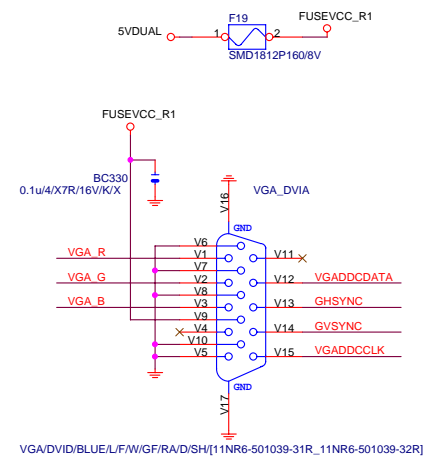 F19
FUSEVCC_R1
5VDUAL
1
2
SMD1812P160/8V
FUSEVCC_R1
BC330
0.1u/4/X7R/16V/K/X
V16
VGA_DVIA
GND
V6
VGA_R
V1
V11
V7
VGA_G
V2
V12
VGADDCDATA
V8
VGA_B
V3
V13
GHSYNC
V9
V4
V14
GVSYNC
V10
V5
V15
VGADDCCLK
GND
V17
VGA/DVID/BLUE/L/F/W/GF/RA/D/SH/[11NR6-501039-31R_11NR6-501039-32R]